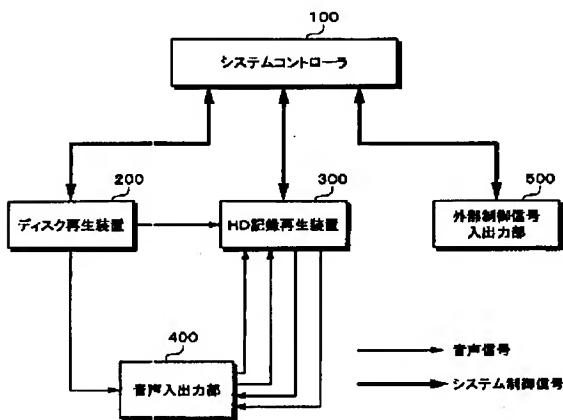 100
システムコントローラ
200
ディスク再生装置
300
HD記録再生装置
500
外部制御信号
入出力部
400
音声入出力部
音声信号
システム制御信号